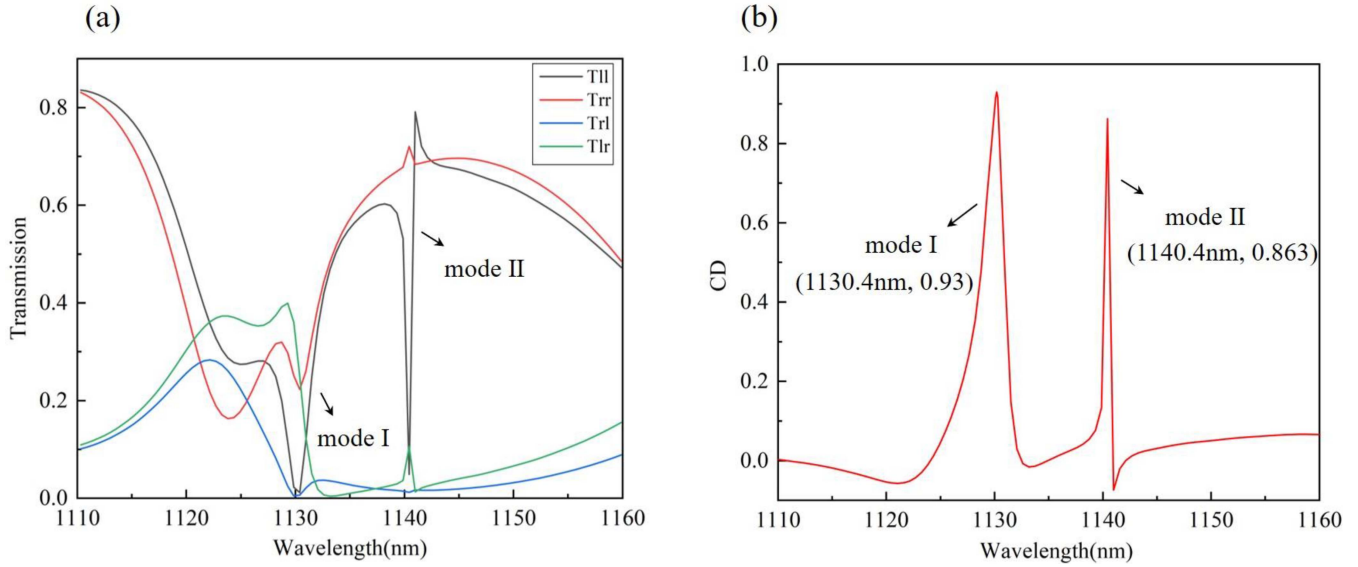 (a)
Transmission
0.8
0.6
0.4
0.2
0.0
1110 1120 1130 1140 1150 1160
Wavelength(nm)
Tll
Trr
Trl
Tlr
mode II
mode I
(b)
CD
1.0
0.8
0.6
0.4
0.2
0.0
1110 1120 1130 1140 1150 1160
Wavelength(nm)
mode I
(1130.4nm, 0.93)
mode II
(1140.4nm, 0.863)